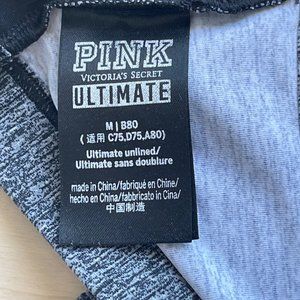 PINK
VICTORIA'S SECRET
ULTIMATE
M | B80
(适用 C75,D75,A80)
Ultimate unlined/
Ultimate sans doublure
made in China/fabriqué en Chine/
hecho en China/fabbricato in Cina/
中国制造